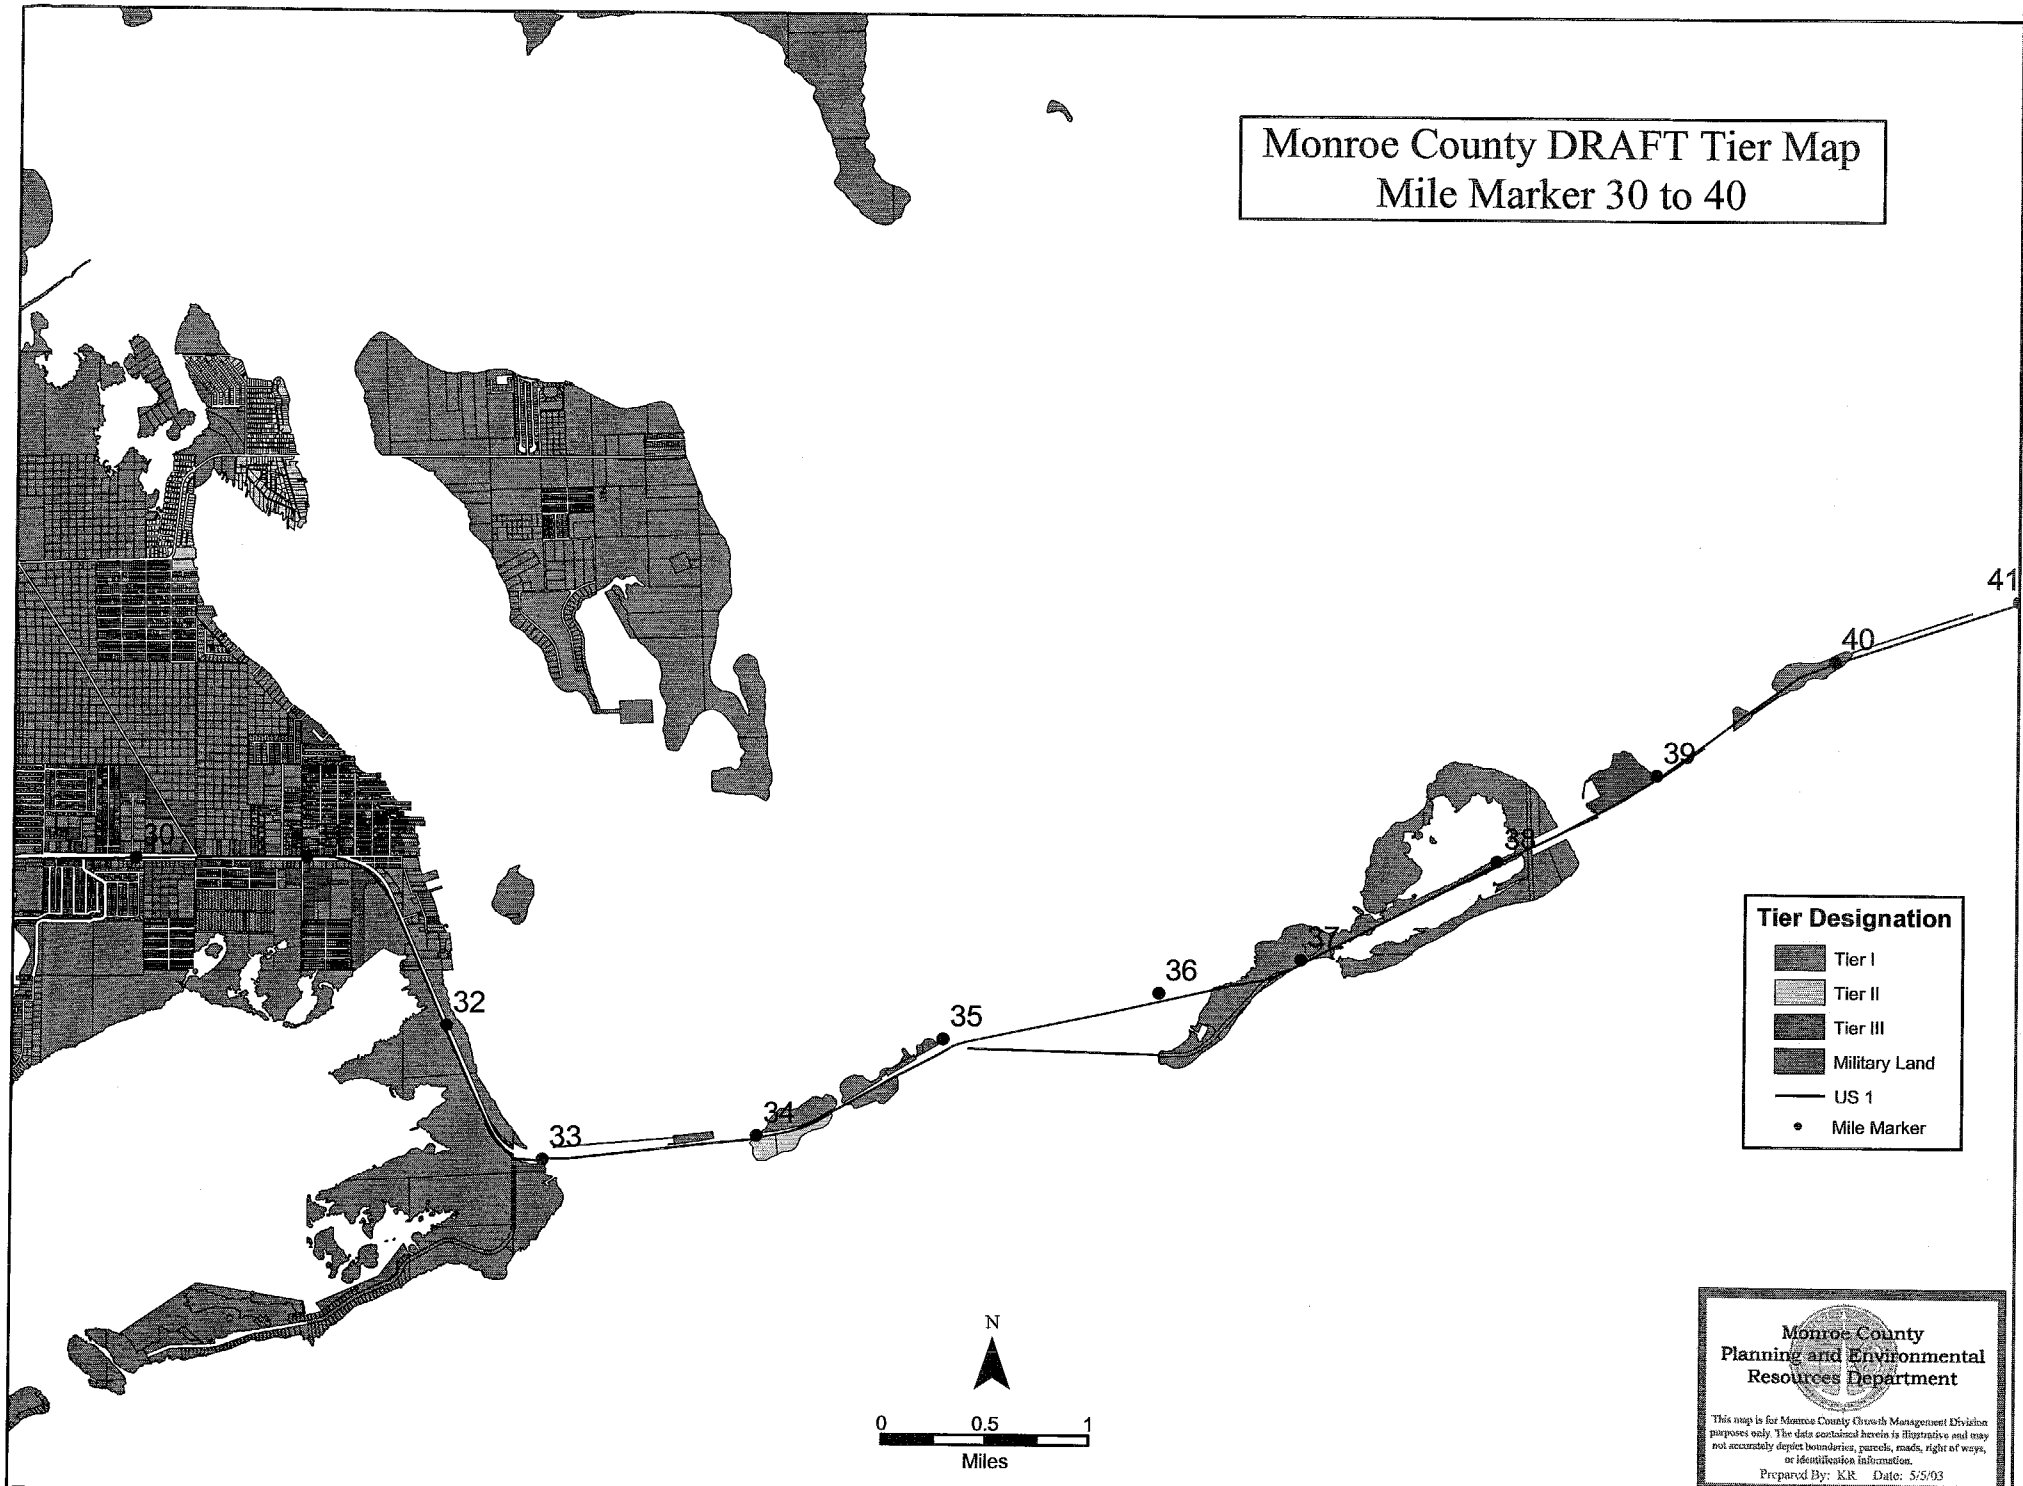 Monroe County DRAFT Tier Map
Mile Marker 30 to 40
41
40
39
38
37
36
35
34
33
32
30
Tier Designation
Tier I
Tier II
Tier III
Military Land
US 1
Mile Marker
N
0 0.5 1
Miles
Monroe County
Planning and Environmental
Resources Department
This map is for Monroe County Growth Management Division
purposes only. The data contained herein is illustrative and may
not accurately depict boundaries, parcels, roads, right of ways,
or identification information.
Prepared By: KR Date: 5/5/03